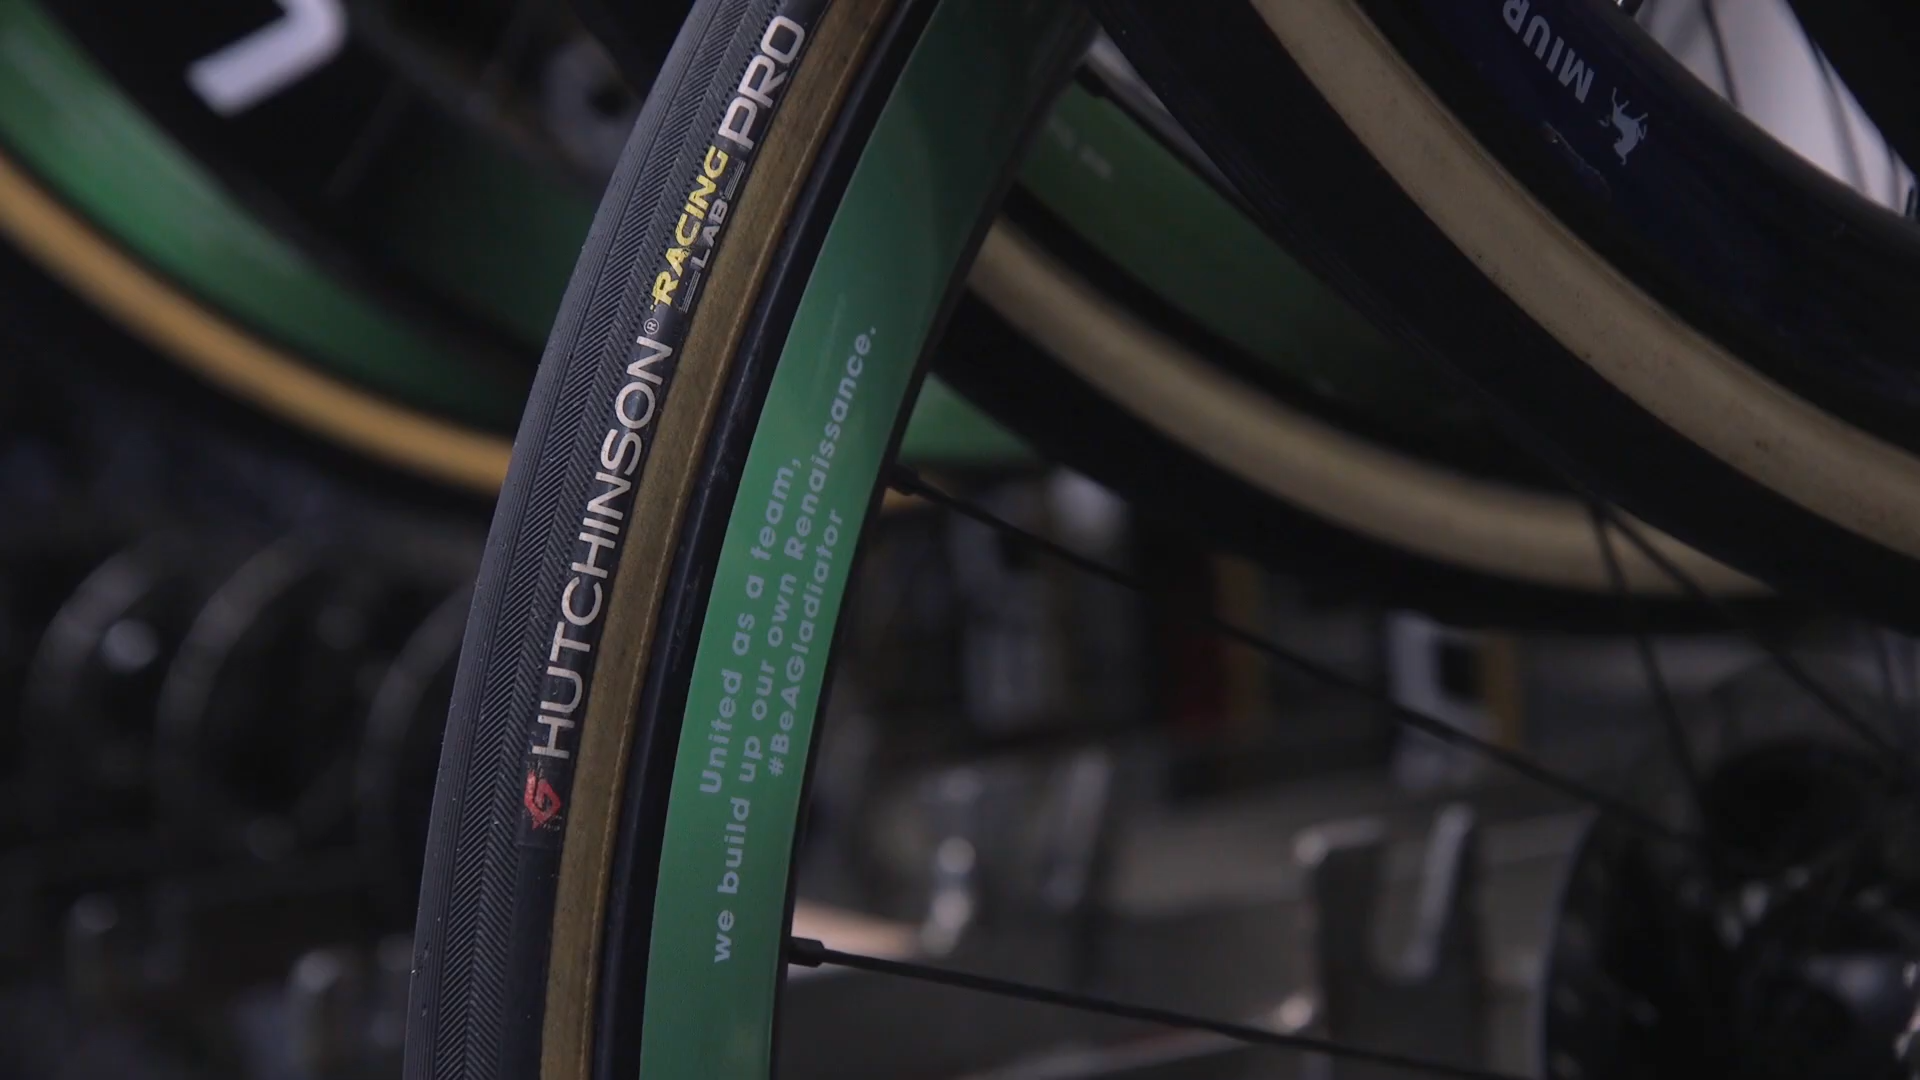 HUTCHINSON® RACING PRO
LAB
United as a team,
we build up our own Renaissance.
#BeAGladiator
MIUR